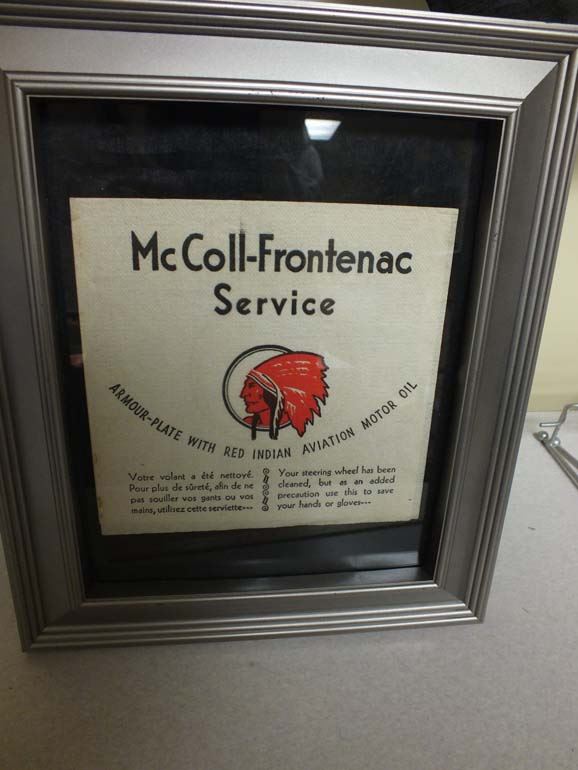 McColl-Frontenac
Service
ARMOUR-PLATE WITH RED INDIAN AVIATION MOTOR OIL
Votre volant a été nettoyé.
Pour plus de sûreté, afin de ne
pas souiller vos gants ou vos
mains, utilisez cette serviette---
Your steering wheel has been
cleaned, but as an added
precaution use this to save
your hands or gloves---